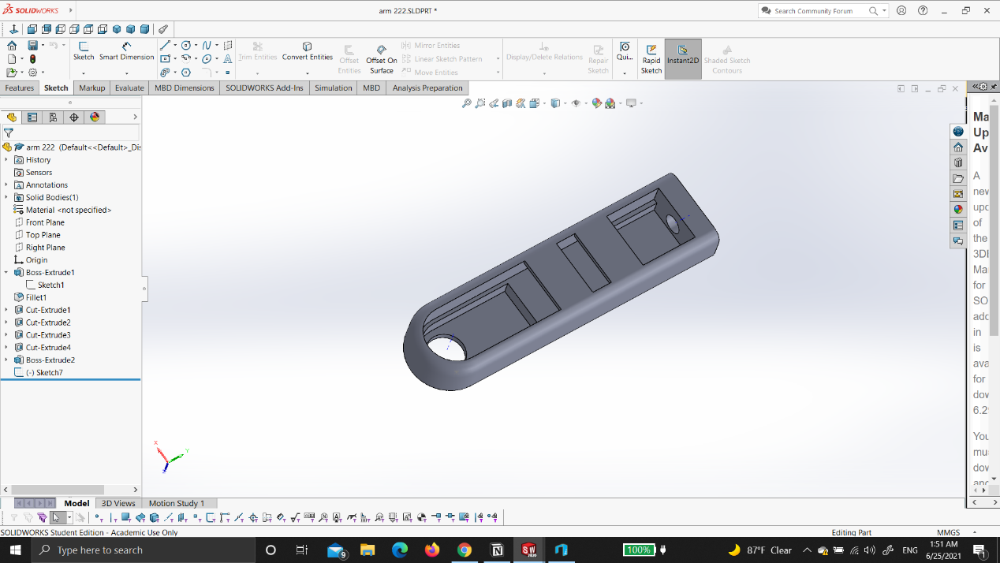 SOLIDWORKS
arm 222.SLDPRT *
Search Community Forum
Sketch
Smart Dimension
Trim Entities
Convert Entities
Offset Entities
Offset On Surface
Mirror Entities
Linear Sketch Pattern
Move Entities
Display/Delete Relations
Repair Sketch
Qui...
Rapid Sketch
Instant2D
Shaded Sketch Contours
Features
Sketch
Markup
Evaluate
MBD Dimensions
SOLIDWORKS Add-Ins
Simulation
MBD
Analysis Preparation
arm 222 (Default<<Default>_Dis
History
Sensors
Annotations
Solid Bodies(1)
Material <not specified>
Front Plane
Top Plane
Right Plane
Origin
Boss-Extrude1
Sketch1
Fillet1
Cut-Extrude1
Cut-Extrude2
Cut-Extrude3
Cut-Extrude4
Boss-Extrude2
(-) Sketch7
X
Y
Z
Ma
Up
Av
A
nev
upc
of
the
3DI
Ma
for
SO
adc
in
is
ava
for
dov
6.2
You
mu
dov
Model
3D Views
Motion Study 1
SOLIDWORKS Student Edition - Academic Use Only
Editing Part
MMGS
Type here to search
9
SW
2020
100%
87°F Clear
ENG
1:51 AM
6/25/2021
1